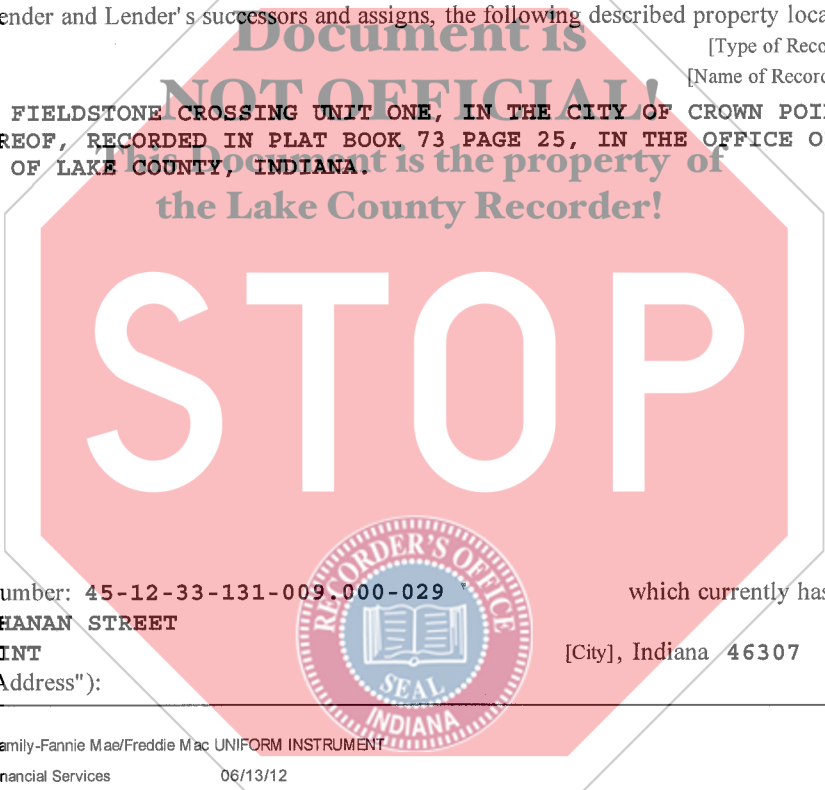 ender and Lender's successors and assigns, the following described property loca
Document is
[Type of Reco
NOT OFFICIAL!
[Name of Record
FIELDSTONE CROSSING UNIT ONE, IN THE CITY OF CROWN POI
REOF, RECORDED IN PLAT BOOK 73 PAGE 25, IN THE OFFICE O
This Document is the property of
OF LAKE COUNTY, INDIANA.
the Lake County Recorder!
STOP
RECORDER'S OFFICE
umber: 45-12-33-131-009.000-029 which currently has
HANAN STREET
INT [City], Indiana 46307
Address"):
SEAL
INDIANA
amily-Fannie Mae/Freddie Mac UNIFORM INSTRUMENT
nancial Services 06/13/12